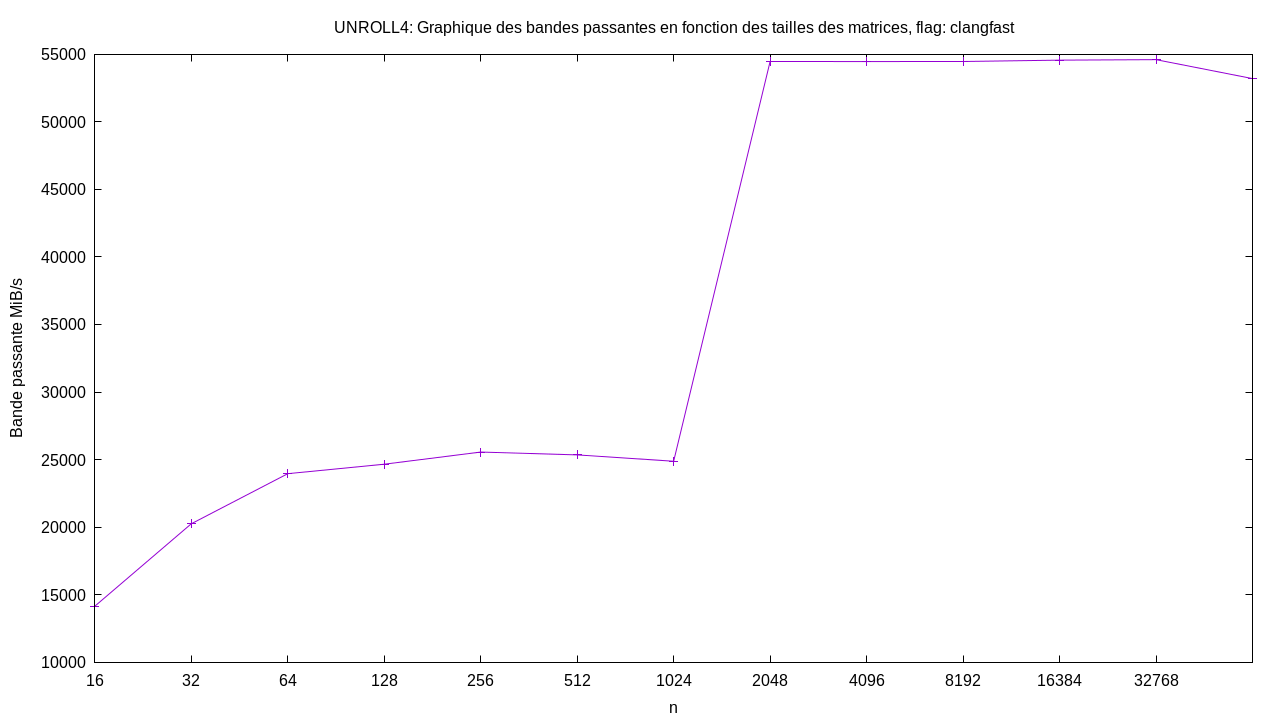 UNROLL4: Graphique des bandes passantes en fonction des tailles des matrices, flag: clangfast
55000
50000
45000
40000
35000
30000
25000
20000
15000
10000
Bande passante MiB/s
16 32 64 128 256 512 1024 2048 4096 8192 16384 32768
n